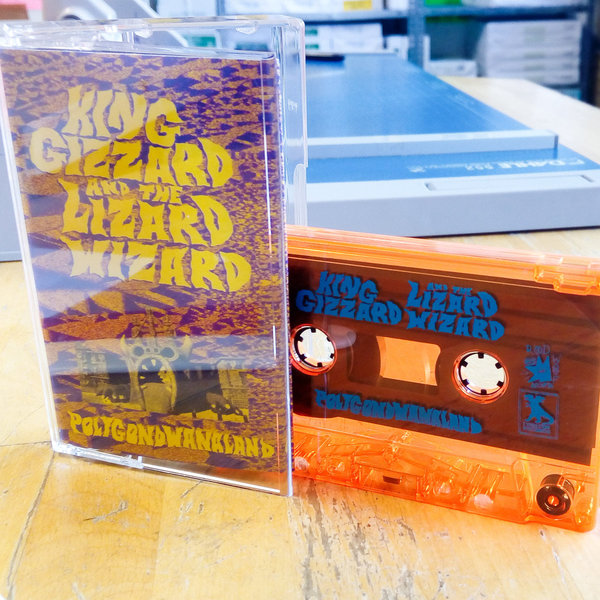 KING
GIZZARD
AND THE
LIZARD
WIZARD
POLYGONDWANALAND
KING
GIZZARD
AND THE
LIZARD
WIZARD
POLYGONDWANALAND